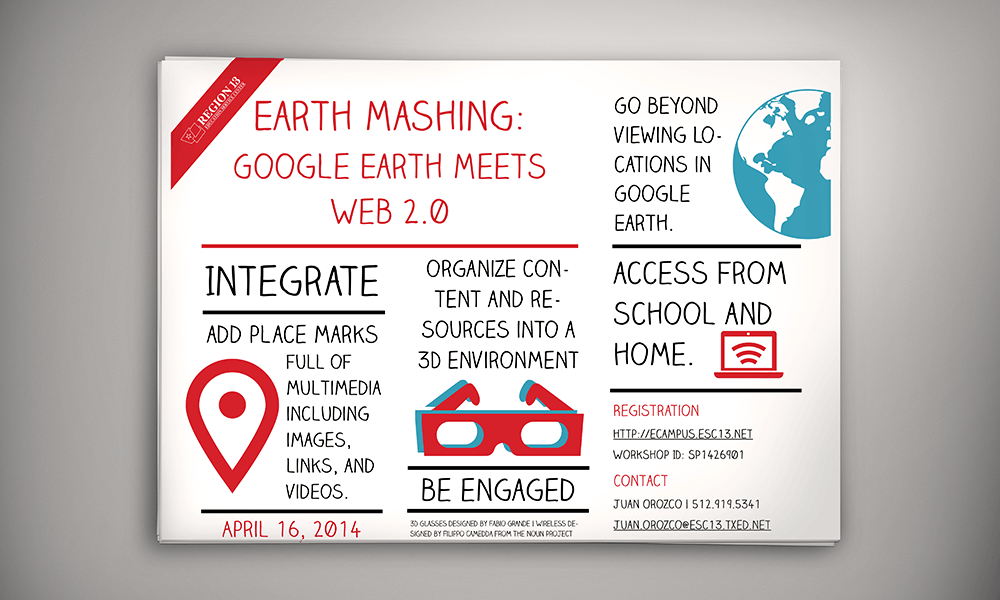 REGION 13
EDUCATION SERVICE CENTER
EARTH MASHING:
GOOGLE EARTH MEETS
WEB 2.0
INTEGRATE
ADD PLACE MARKS
FULL OF
MULTIMEDIA
INCLUDING
IMAGES,
LINKS, AND
VIDEOS.
APRIL 16, 2014
ORGANIZE CON-
TENT AND RE-
SOURCES INTO A
3D ENVIRONMENT
BE ENGAGED
3D GLASSES DESIGNED BY FABIO GRANDE | WIRELESS DE-
SIGNED BY FILIPPO CAMEDDA FROM THE NOUN PROJECT
GO BEYOND
VIEWING LO-
CATIONS IN
GOOGLE
EARTH.
ACCESS FROM
SCHOOL AND
HOME.
REGISTRATION
HTTP://ECAMPUS.ESC13.NET
WORKSHOP ID: SP1426901
CONTACT
JUAN OROZCO | 512.919.5341
JUAN.OROZCO@ESC13.TXED.NET